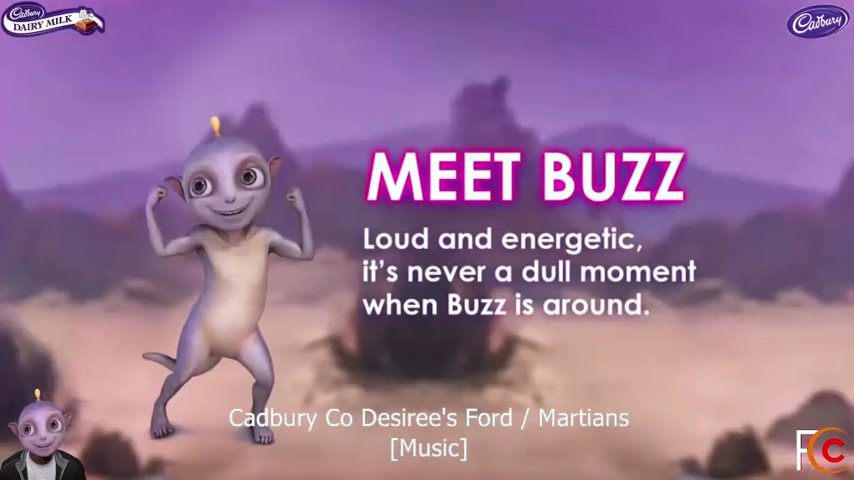 Cadbury
DAIRY MILK
Cadbury
MEET BUZZ
Loud and energetic,
it's never a dull moment
when Buzz is around.
Cadbury Co Desiree's Ford / Martians
[Music]
FCC